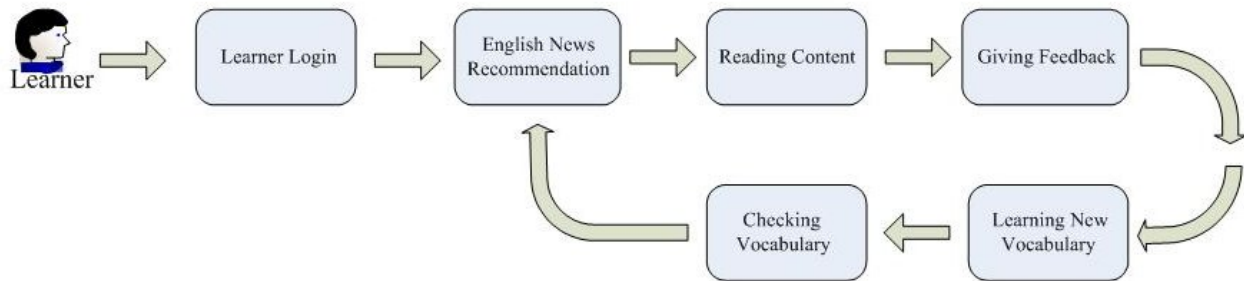 Learner
Learner Login
English News
Recommendation
Reading Content
Giving Feedback
Learning New
Vocabulary
Checking
Vocabulary